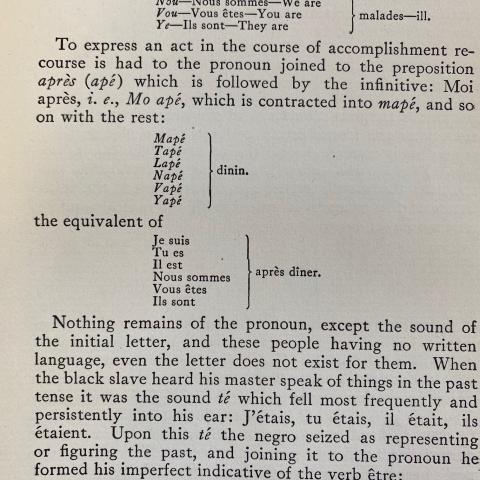 Nou—Nous sommes—We are
Vou—Vous êtes—You are
Ye—Ils sont—They are
malades—ill.
To express an act in the course of accomplishment re-
course is had to the pronoun joined to the preposition
après (apé) which is followed by the infinitive: Moi
après, i. e., Mo apé, which is contracted into mapé, and so
on with the rest:
Mapé
Tapé
Lapé
Napé
Vapé
Yapé
dinin.
the equivalent of
Je suis
Tu es
Il est
Nous sommes
Vous êtes
Ils sont
après dîner.
Nothing remains of the pronoun, except the sound of
the initial letter, and these people having no written
language, even the letter does not exist for them. When
the black slave heard his master speak of things in the past
tense it was the sound té which fell most frequently and
persistently into his ear: J'étais, tu étais, il était, ils
étaient. Upon this té the negro seized as representing
or figuring the past, and joining it to the pronoun he
formed his imperfect indicative of the verb être: